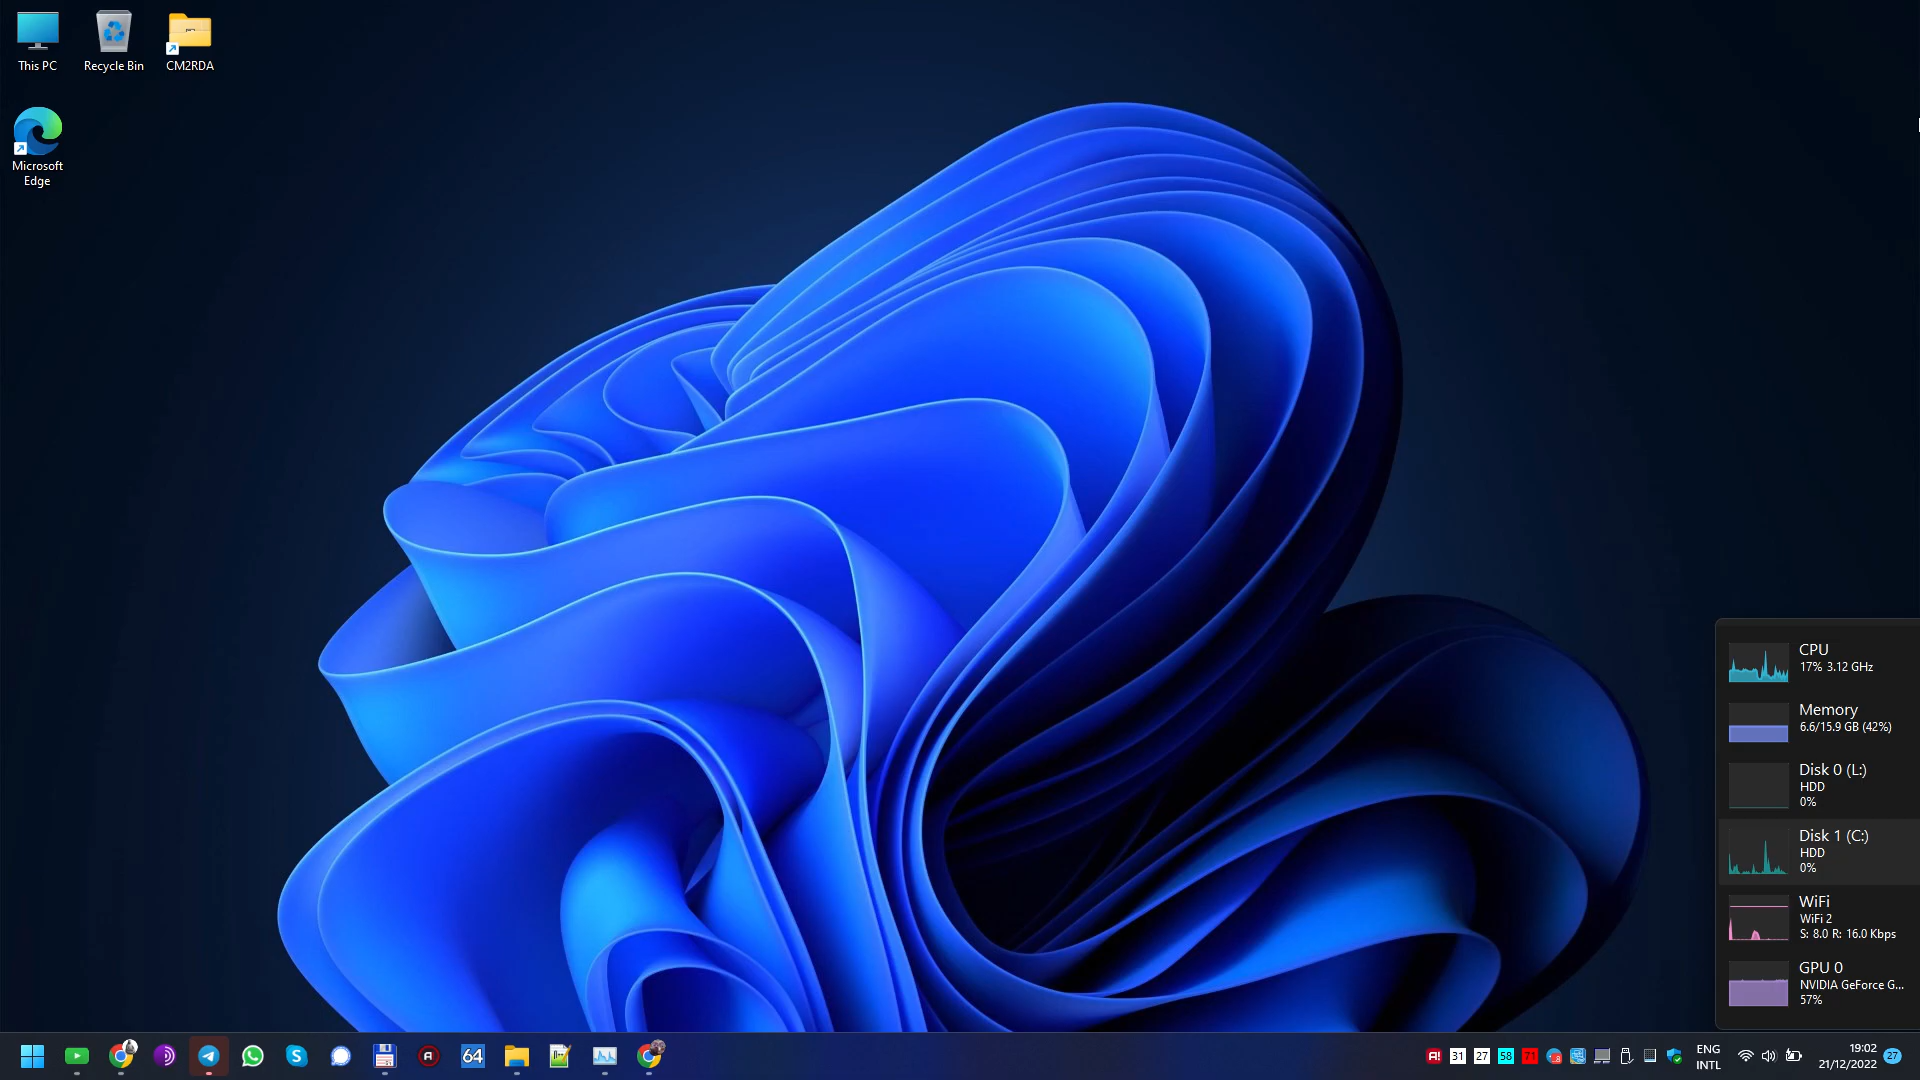 This PC
Recycle Bin
CM2RDA
Microsoft
Edge
CPU
17% 3.12 GHz
Memory
6.6/15.9 GB (42%)
Disk 0 (L:)
HDD
0%
Disk 1 (C:)
HDD
0%
WiFi
WiFi 2
S: 8.0 R: 16.0 Kbps
GPU 0
NVIDIA GeForce G...
57%
64
A!
31
27
58
71
ENG
INTL
19:02
21/12/2022
27